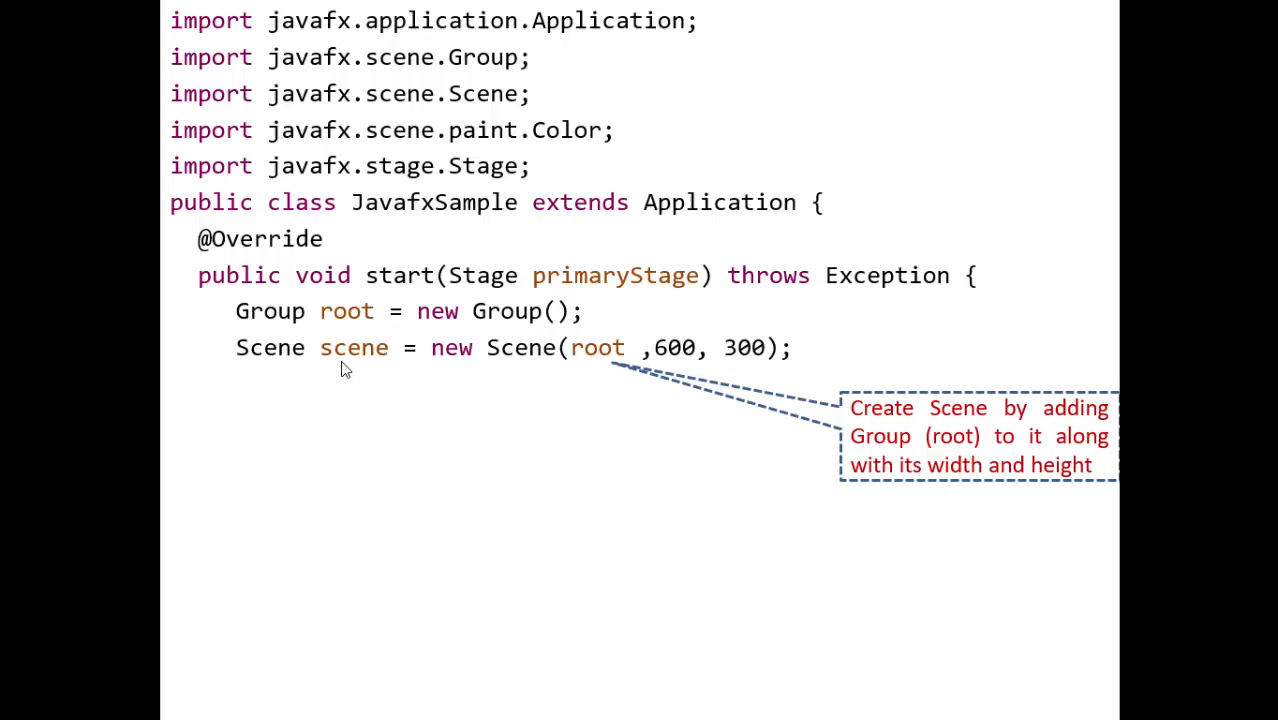 import javafx.application.Application;
import javafx.scene.Group;
import javafx.scene.Scene;
import javafx.scene.paint.Color;
import javafx.stage.Stage;
public class JavafxSample extends Application {
@Override
public void start(Stage primaryStage) throws Exception {
Group root = new Group();
Scene scene = new Scene(root ,600, 300);
Create Scene by adding
Group (root) to it along
with its width and height